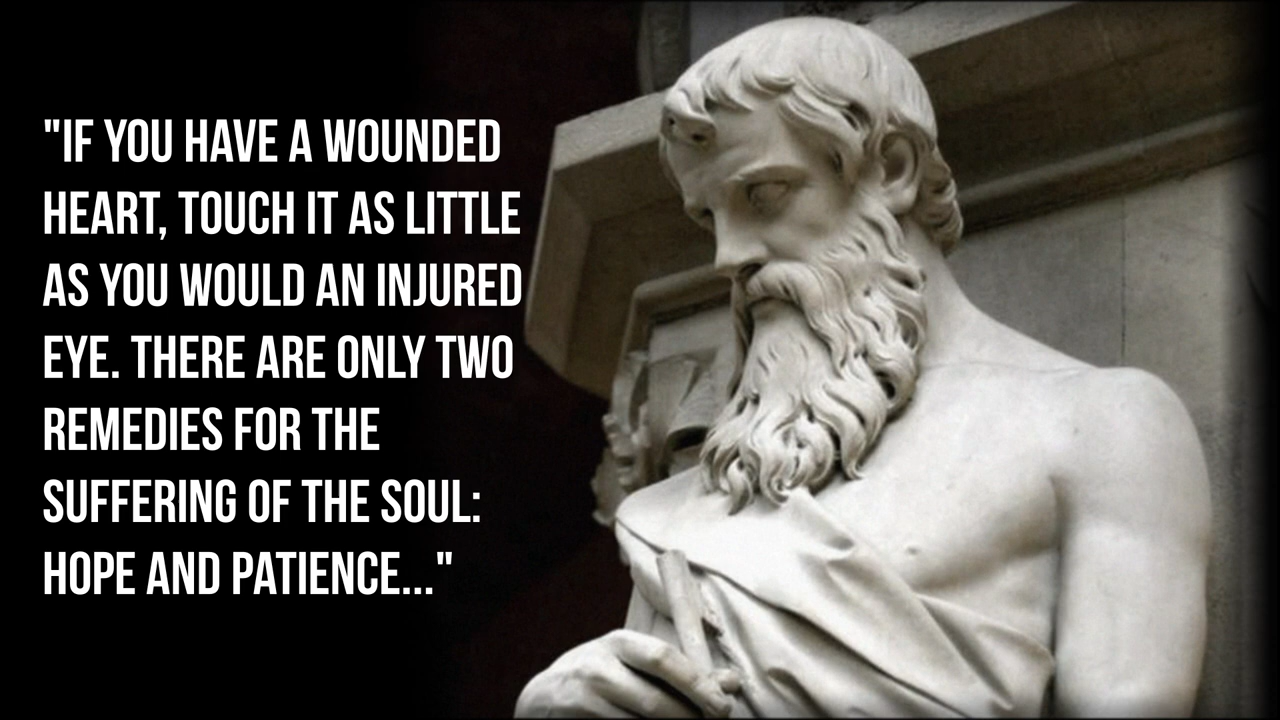 "IF YOU HAVE A WOUNDED
HEART, TOUCH IT AS LITTLE
AS YOU WOULD AN INJURED
EYE. THERE ARE ONLY TWO
REMEDIES FOR THE
SUFFERING OF THE SOUL:
HOPE AND PATIENCE..."